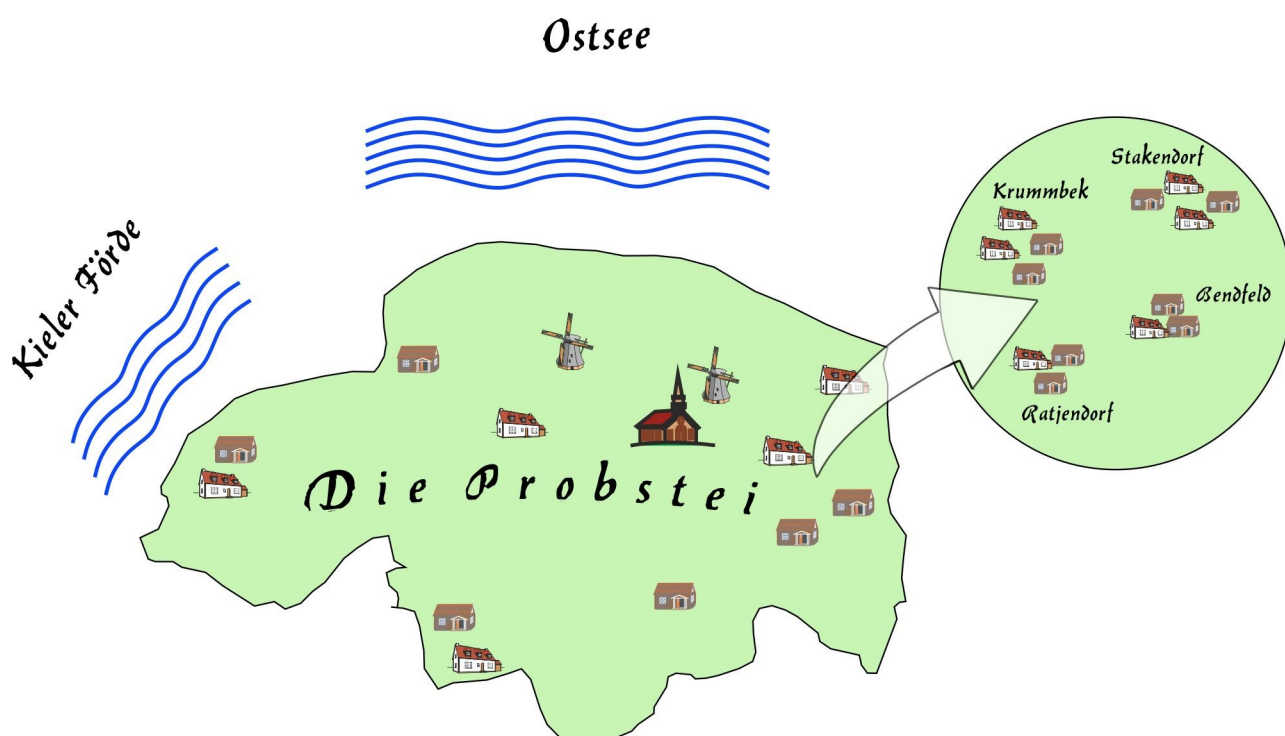 Ostsee
Kieler Förde
Stakendorf
Krummbek
Bendfeld
Ratjendorf
Die Probstei